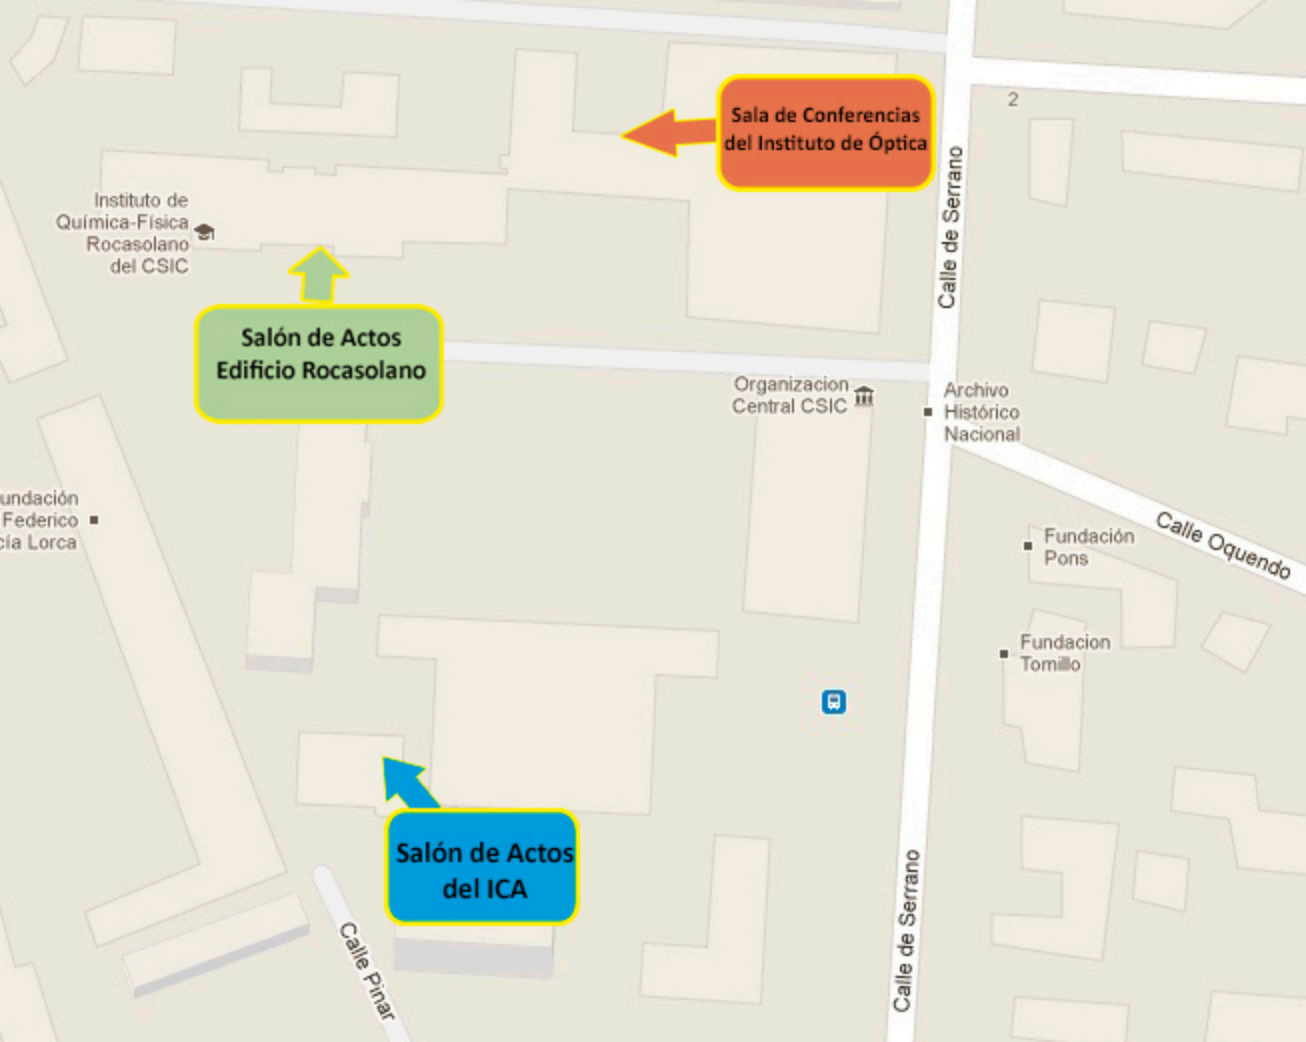 2
Sala de Conferencias
del Instituto de Óptica
Calle de Serrano
Instituto de
Química-Física
Rocasolano
del CSIC
Salón de Actos
Edificio Rocasolano
Organizacion
Central CSIC
Archivo
Histórico
Nacional
undación
Federico
cía Lorca
Calle Oquendo
Fundación
Pons
Fundacion
Tomillo
Salón de Actos
del ICA
Calle de Serrano
Calle Pinar